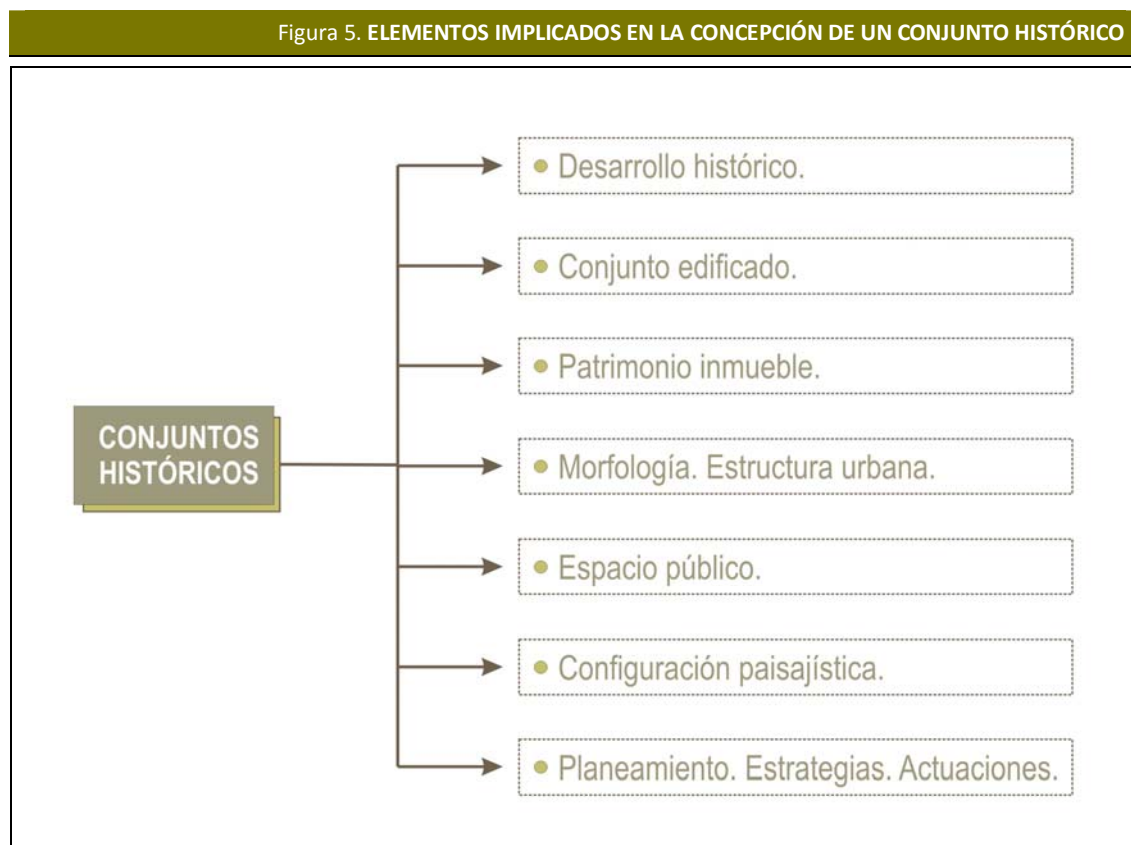 Figura 5. ELEMENTOS IMPLICADOS EN LA CONCEPCIÓN DE UN CONJUNTO HISTÓRICO
CONJUNTOS
HISTÓRICOS
• Desarrollo histórico.
• Conjunto edificado.
• Patrimonio inmueble.
• Morfología. Estructura urbana.
• Espacio público.
• Configuración paisajística.
• Planeamiento. Estrategias. Actuaciones.